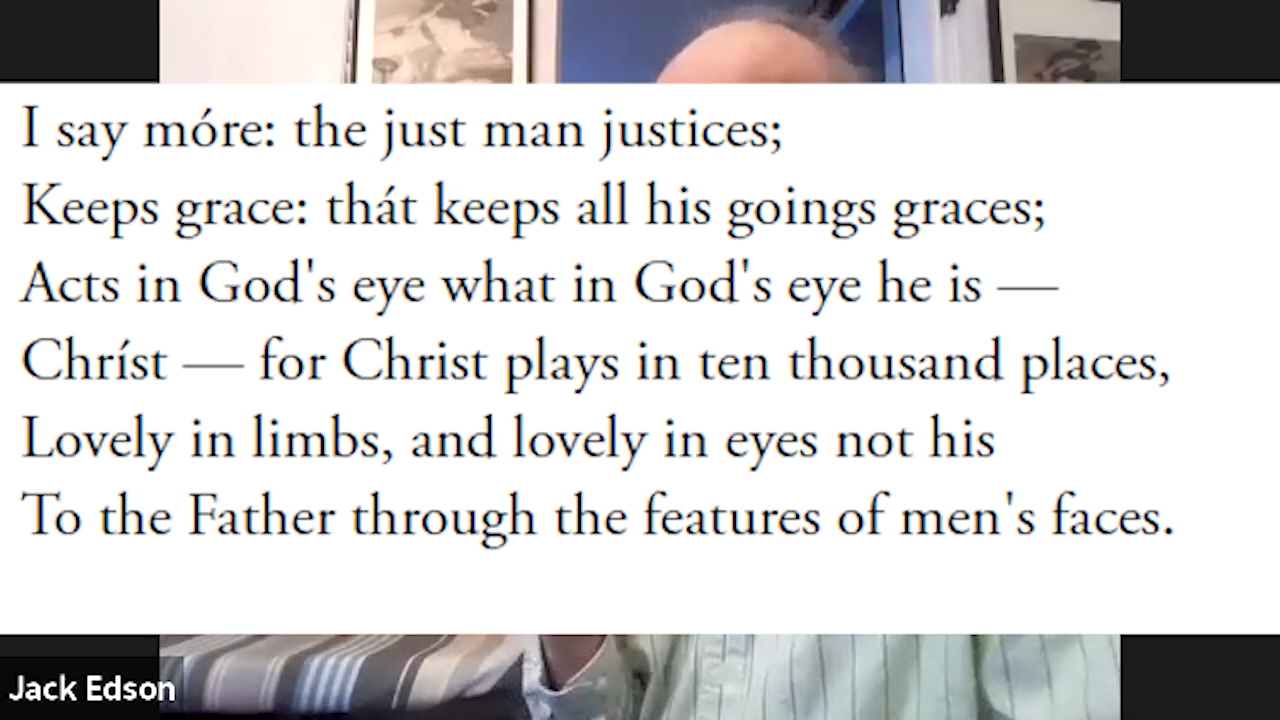 I say móre: the just man justices;
Keeps grace: thát keeps all his goings graces;
Acts in God's eye what in God's eye he is —
Chríst — for Christ plays in ten thousand places,
Lovely in limbs, and lovely in eyes not his
To the Father through the features of men's faces.
Jack Edson